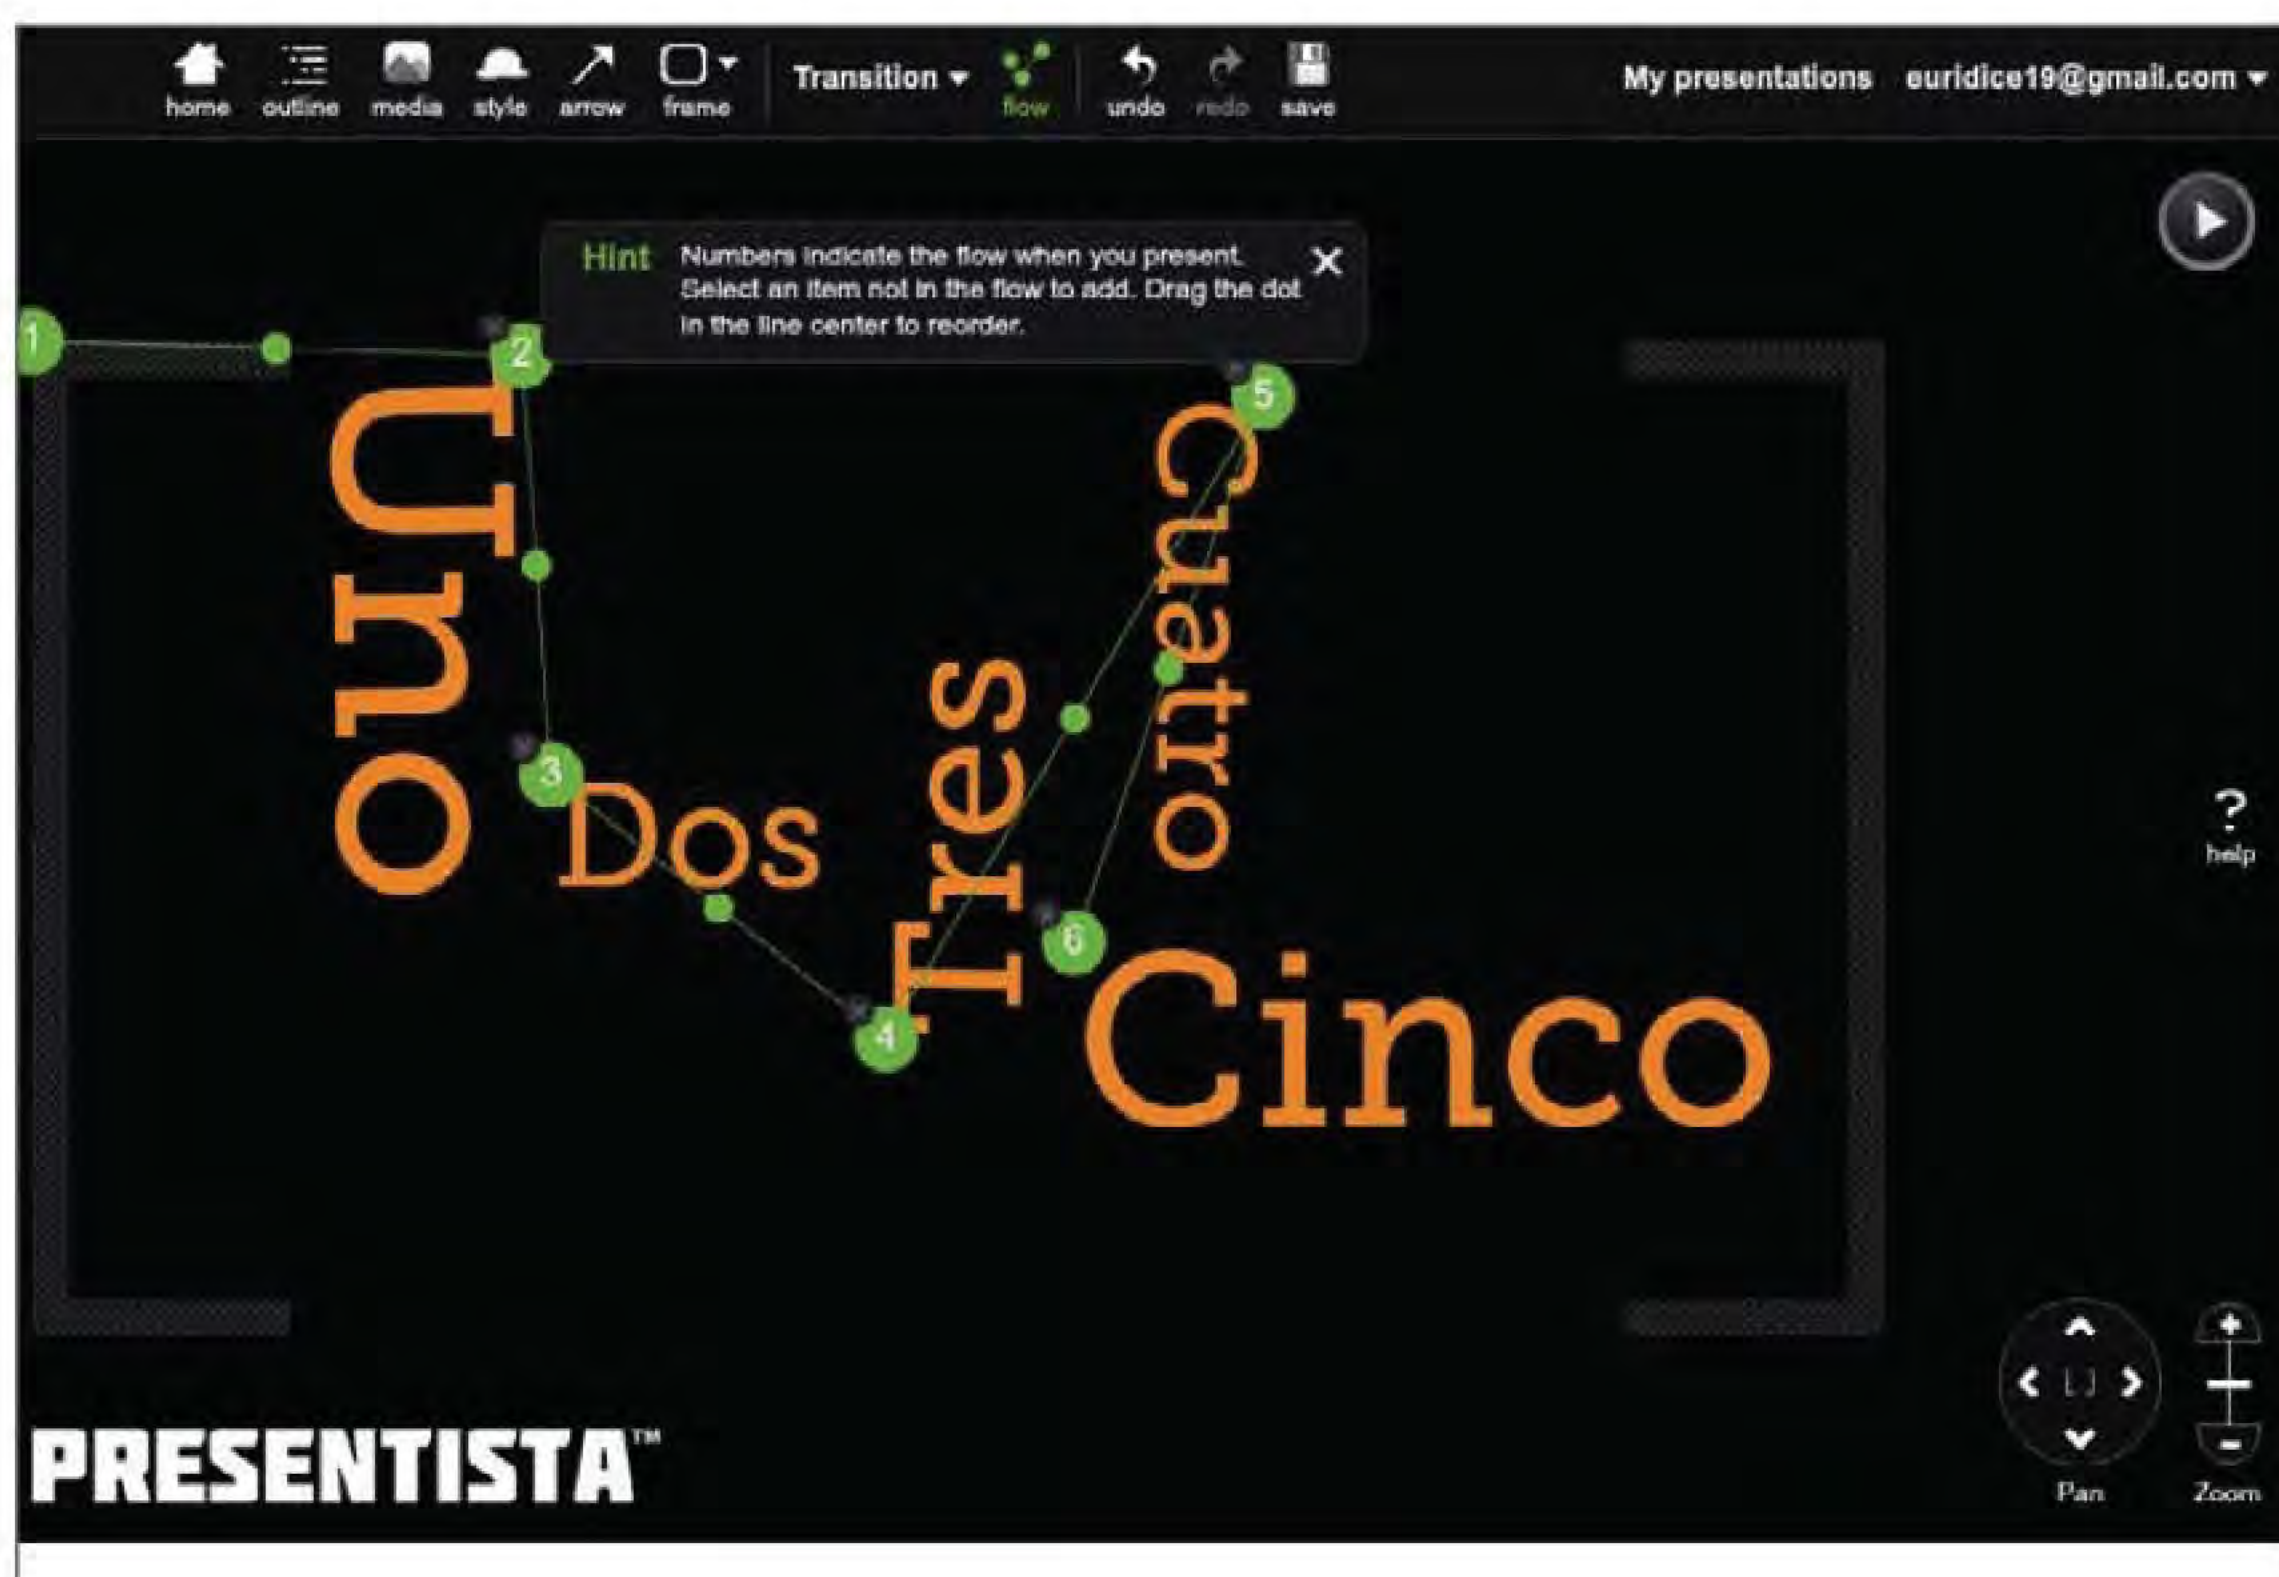 home outline media style arrow frame Transition flow undo redo save My presentations euridice19@gmail.com
Hint Numbers indicate the flow when you present.
Select an item not in the flow to add. Drag the dot
in the line center to reorder.
1
2
Uno
3
Dos
4
Tres
5
Cuatro
6
Cinco
?
help
PRESENTISTA™
Pan
Zoom